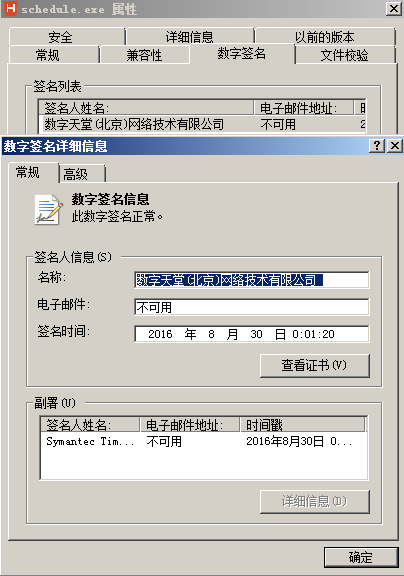 schedule.exe 属性
安全 详细信息 以前的版本
常规 兼容性 数字签名 文件校验
签名列表
签名人姓名: 电子邮件地址:
数字天堂(北京)网络技术有限公司 不可用 2
数字签名详细信息
常规 高级
数字签名信息
此数字签名正常。
签名人信息(S)
名称: 数字天堂(北京)网络技术有限公司
电子邮件: 不可用
签名时间: 2016 年 8 月 30 日 0:01:20
查看证书(V)
副署(U)
签名人姓名: 电子邮件地址: 时间戳
Symantec Tim... 不可用 2016年8月30日 0...
详细信息(D)
确定